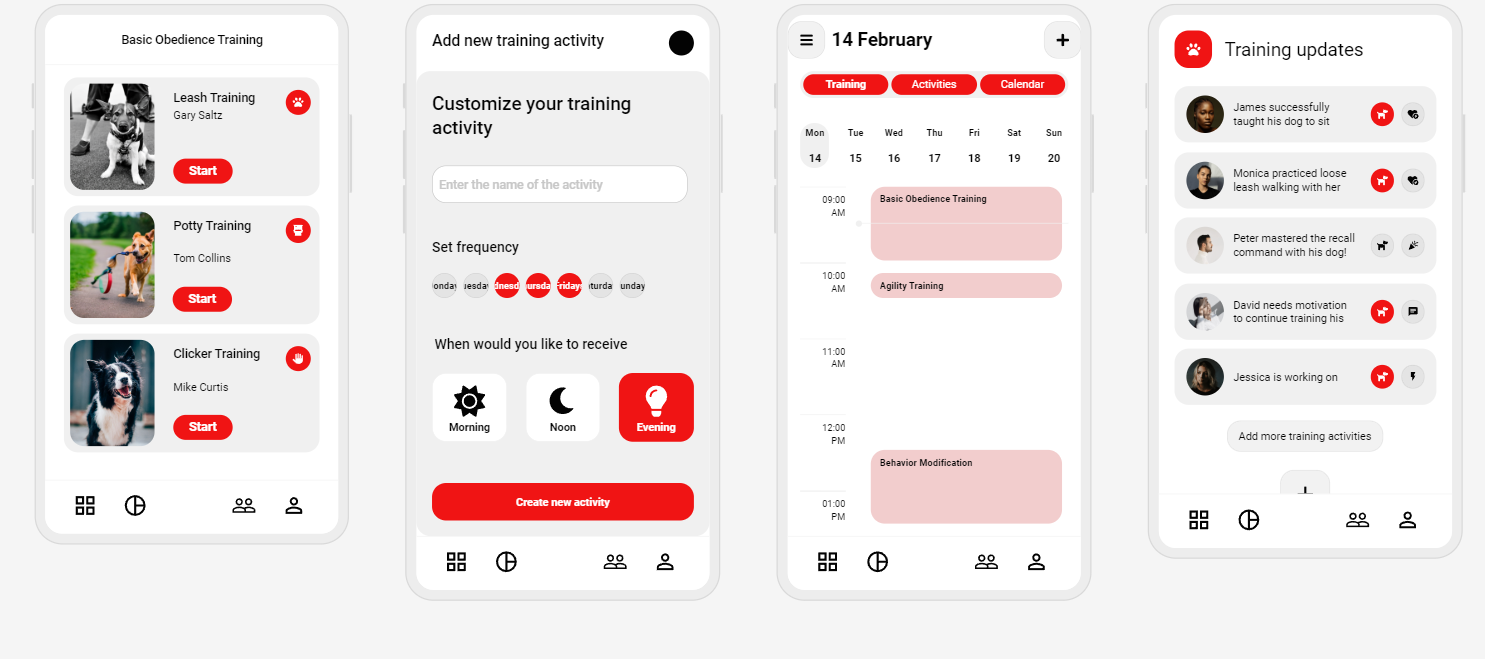 Basic Obedience Training
Leash Training
Gary Saltz
Start
Potty Training
Tom Collins
Start
Clicker Training
Mike Curtis
Start
Add new training activity
Customize your training
activity
Enter the name of the activity
Set frequency
onday uesday dnesd ursda Friday aturda unday
When would you like to receive
Morning Noon Evening
Create new activity
14 February
Training Activities Calendar
Mon Tue Wed Thu Fri Sat Sun
14 15 16 17 18 19 20
09:00
AM
Basic Obedience Training
10:00
AM
Agility Training
11:00
AM
12:00
PM
Behavior Modification
01:00
PM
Training updates
James successfully
taught his dog to sit
Monica practiced loose
leash walking with her
Peter mastered the recall
command with his dog!
David needs motivation
to continue training his
Jessica is working on
Add more training activities